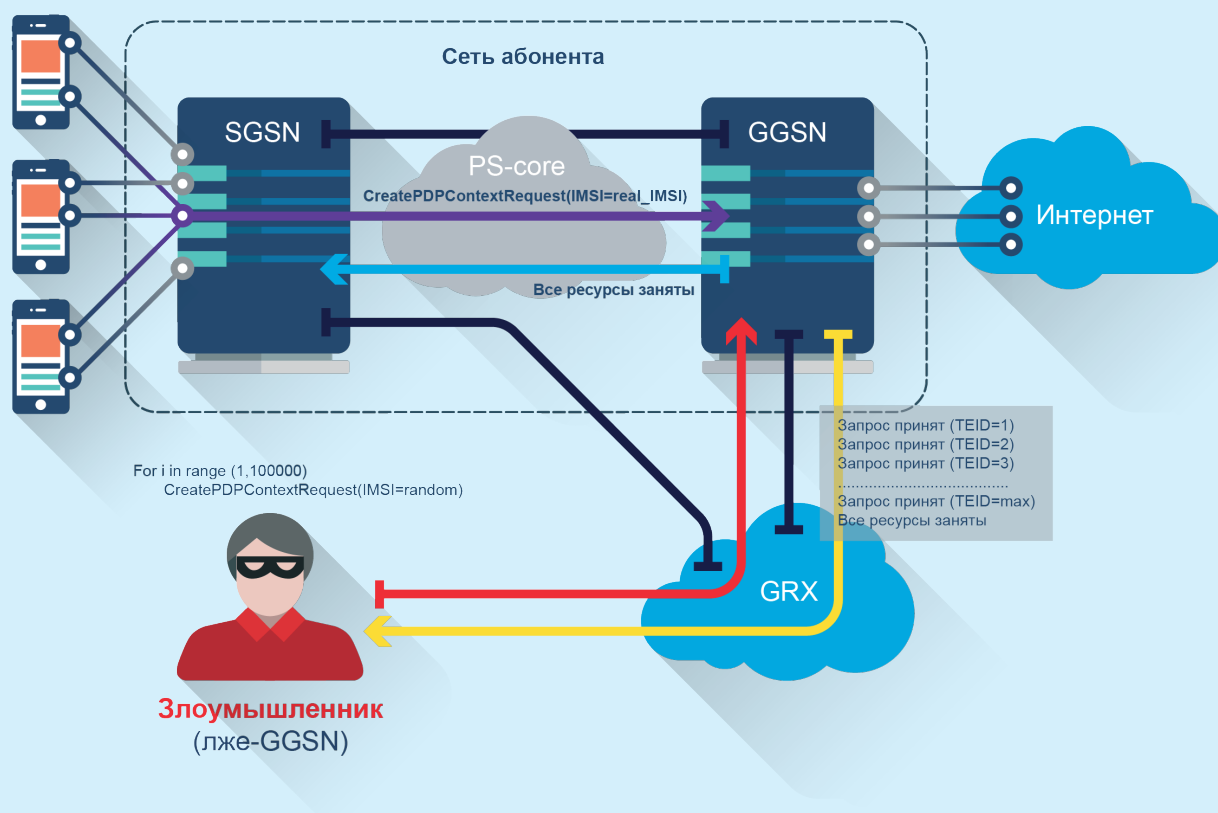 Сеть абонента
SGSN
GGSN
PS-core
CreatePDPContextRequest(IMSI=real_IMSI)
Интернет
Все ресурсы заняты
Запрос принят (TEID=1)
Запрос принят (TEID=2)
Запрос принят (TEID=3)
....................................
Запрос принят (TEID=max)
Все ресурсы заняты
For i in range (1,100000)
CreatePDPContextRequest(IMSI=random)
GRX
Злоумышленник
(лже-GGSN)